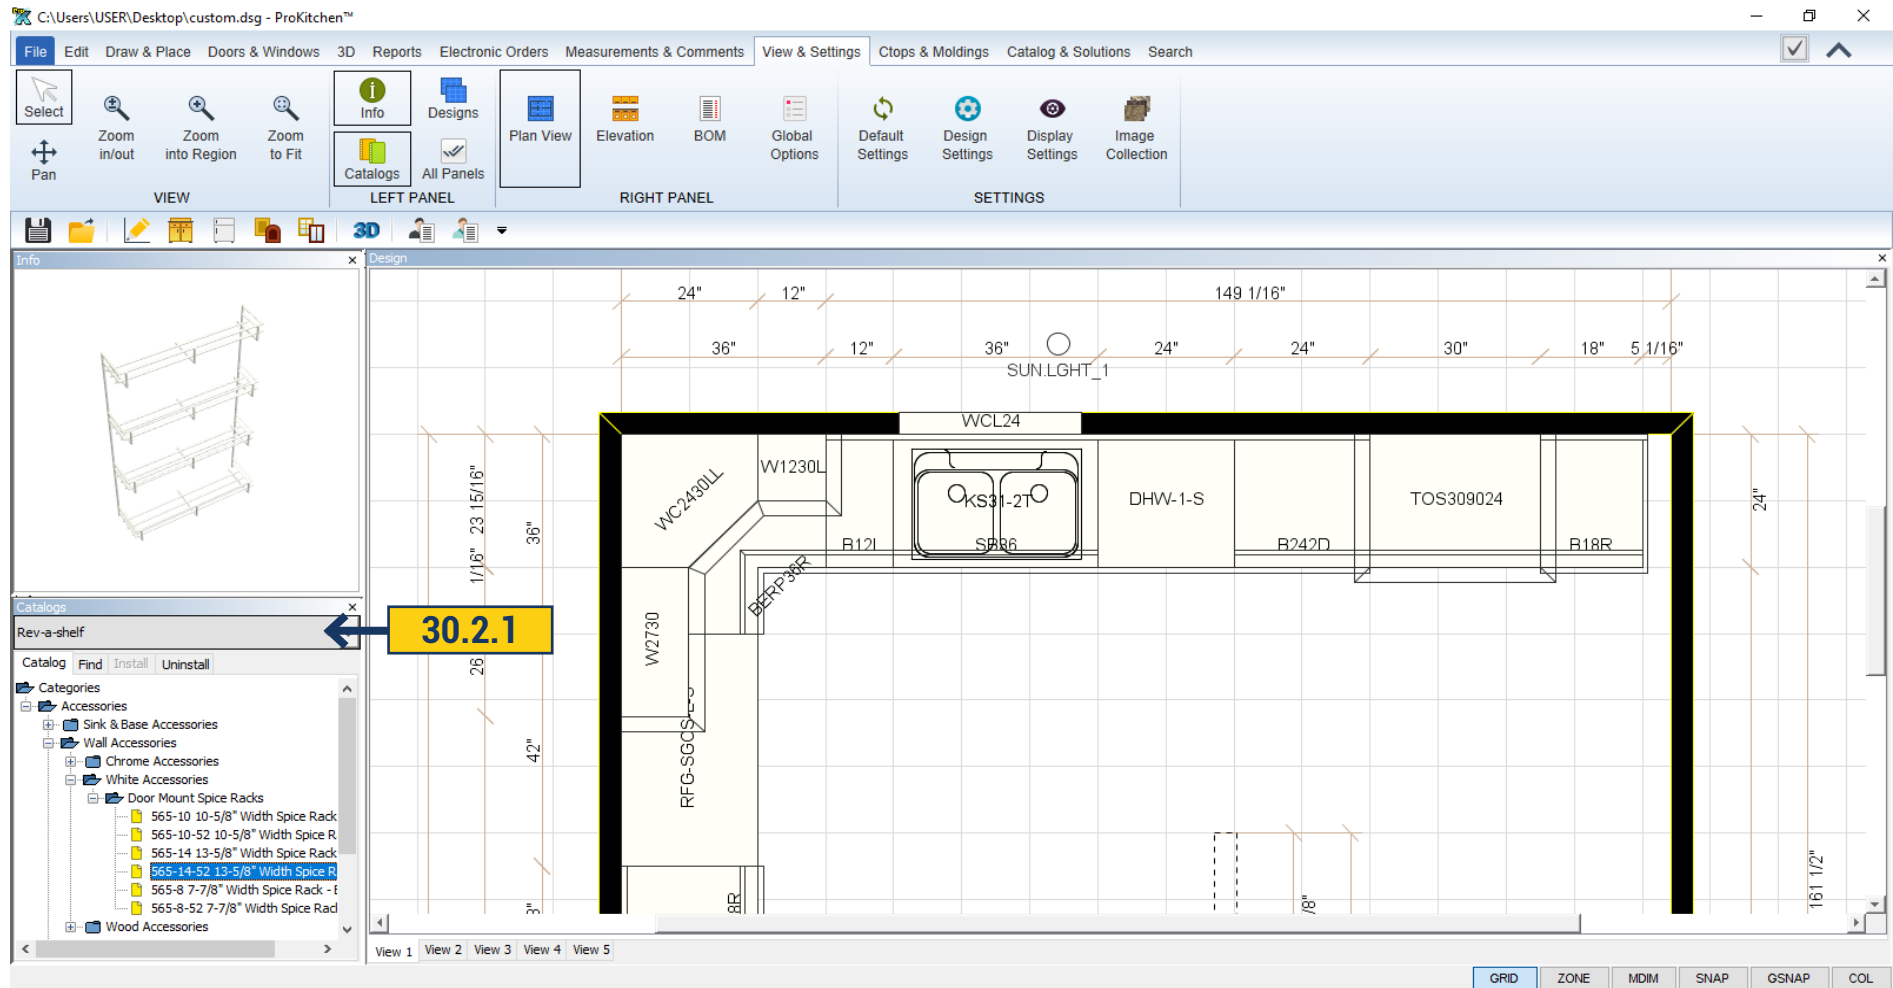 C:\Users\USER\Desktop\custom.dsg - ProKitchen™
File Edit Draw & Place Doors & Windows 3D Reports Electronic Orders Measurements & Comments View & Settings Ctops & Moldings Catalog & Solutions Search
Select
Pan
Zoom in/out
Zoom into Region
Zoom to Fit
VIEW
Info
Catalogs
Designs
All Panels
LEFT PANEL
Plan View
Elevation
BOM
Global Options
RIGHT PANEL
Default Settings
Design Settings
Display Settings
Image Collection
SETTINGS
3D
Info
Design
24" 12" 149 1/16"
36" 12" 36" 24" 24" 30" 18" 5 1/16"
SUN.LGHT_1
WCL24
W1230L
WC2430LL
KS31-2T
DHW-1-S
TOS309024
B12L
SB36
B242D
B18R
BERP36R
W2730
RFG-SGCS-L-S
8R
1/16" 23 15/16"
36"
26
42"
8"
24"
161 1/2"
/8"
Catalogs
Rev-a-shelf
30.2.1
Catalog Find Install Uninstall
Categories
Accessories
Sink & Base Accessories
Wall Accessories
Chrome Accessories
White Accessories
Door Mount Spice Racks
565-10 10-5/8" Width Spice Rack
565-10-52 10-5/8" Width Spice R
565-14 13-5/8" Width Spice Rack
565-14-52 13-5/8" Width Spice R
565-8 7-7/8" Width Spice Rack - E
565-8-52 7-7/8" Width Spice Rac
Wood Accessories
View 1 View 2 View 3 View 4 View 5
GRID ZONE MDIM SNAP GSNAP COL